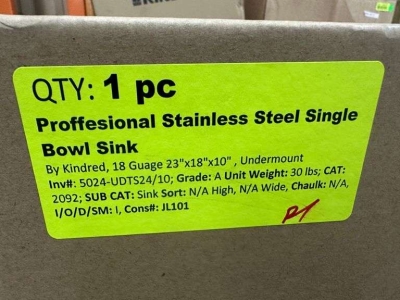 QTY: 1 pc
Proffesional Stainless Steel Single
Bowl Sink
By Kindred, 18 Guage 23"x18"x10" , Undermount
Inv#: 5024-UDTS24/10; Grade: A Unit Weight: 30 lbs; CAT:
2092; SUB CAT: Sink Sort: N/A High, N/A Wide, Chaulk: N/A,
I/O/D/SM: I, Cons#: JL101